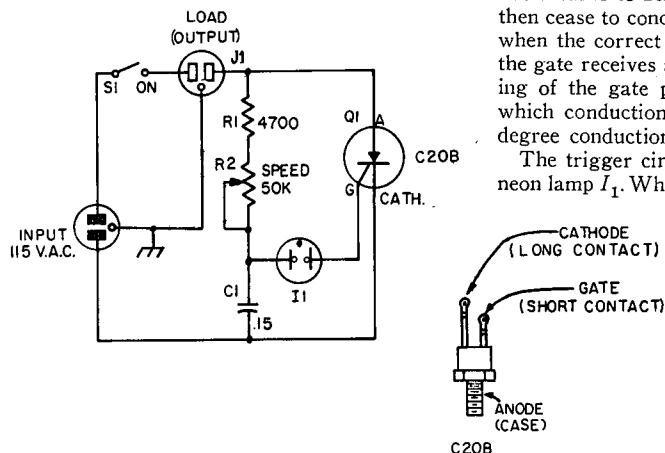 LOAD
(OUTPUT)
J1
S1 ON
R1 4700
Q1 A
C20B
R2 SPEED
50K
G
CATH.
INPUT
115 V.A.C.
C1
.15
I1
then cease to cond
when the correct
the gate receives
ing of the gate p
which conduction
degree conduction
The trigger cir
neon lamp I₁. Wh
CATHODE
(LONG CONTACT)
GATE
(SHORT CONTACT)
ANODE
(CASE)
C20B